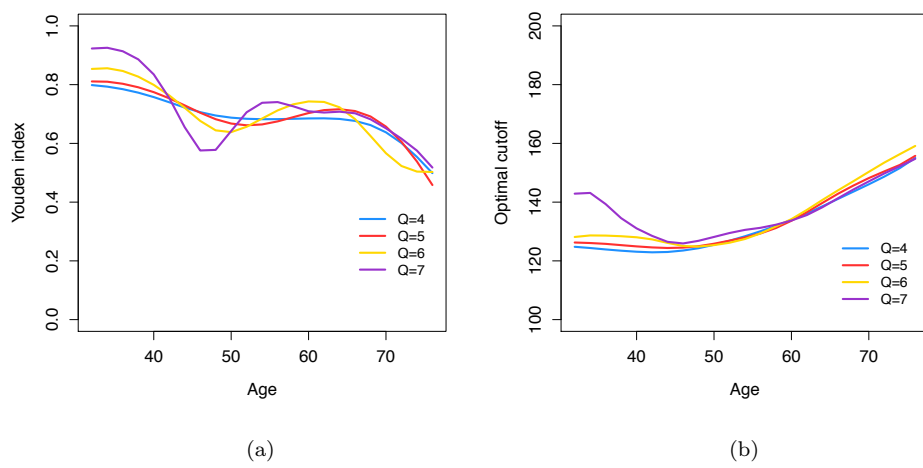 Youden index
0.0 0.2 0.4 0.6 0.8 1.0
Q=4
Q=5
Q=6
Q=7
40 50 60 70
Age
(a)
Optimal cutoff
100 120 140 160 180 200
Q=4
Q=5
Q=6
Q=7
40 50 60 70
Age
(b)